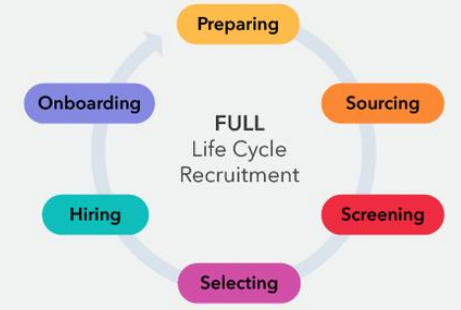 Preparing
Onboarding
Sourcing
FULL
Life Cycle
Recruitment
Hiring
Screening
Selecting